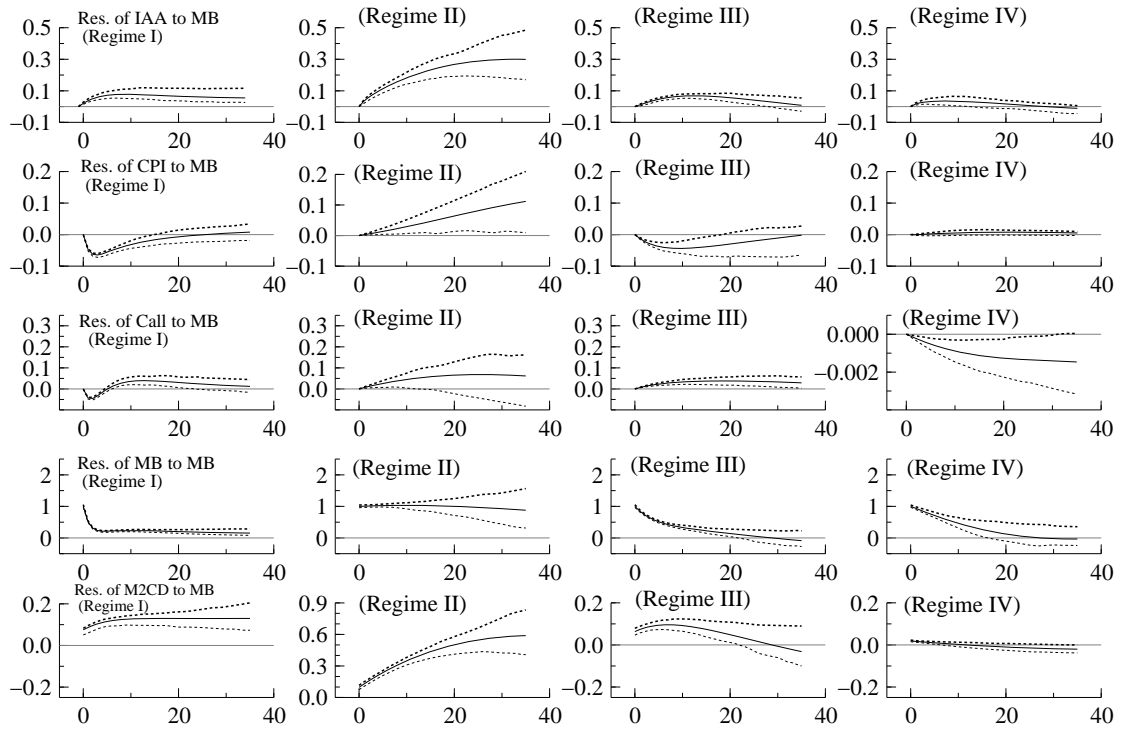 Res. of IAA to MB
(Regime I)
(Regime II)
(Regime III)
(Regime IV)
0.5
0.3
0.1
−0.1
0 20 40
0.5
0.3
0.1
−0.1
0 20 40
0.5
0.3
0.1
−0.1
0 20 40
0.5
0.3
0.1
−0.1
0 20 40
Res. of CPI to MB
(Regime I)
(Regime II)
(Regime III)
(Regime IV)
0.2
0.1
0.0
−0.1
0 20 40
0.2
0.1
0.0
−0.1
0 20 40
0.2
0.1
0.0
−0.1
0 20 40
0.2
0.1
0.0
−0.1
0 20 40
Res. of Call to MB
(Regime I)
(Regime II)
(Regime III)
(Regime IV)
0.3
0.2
0.1
0.0
0 20 40
0.3
0.2
0.1
0.0
0 20 40
0.3
0.2
0.1
0.0
0 20 40
0.000
−0.002
0 20 40
Res. of MB to MB
(Regime I)
(Regime II)
(Regime III)
(Regime IV)
2
1
0
0 20 40
2
1
0
0 20 40
2
1
0
0 20 40
2
1
0
0 20 40
Res. of M2CD to MB
(Regime I)
(Regime II)
(Regime III)
(Regime IV)
0.2
0.0
−0.2
0 20 40
0.9
0.6
0.3
0.0
0 20 40
0.2
0.0
−0.2
0 20 40
0.2
0.0
−0.2
0 20 40